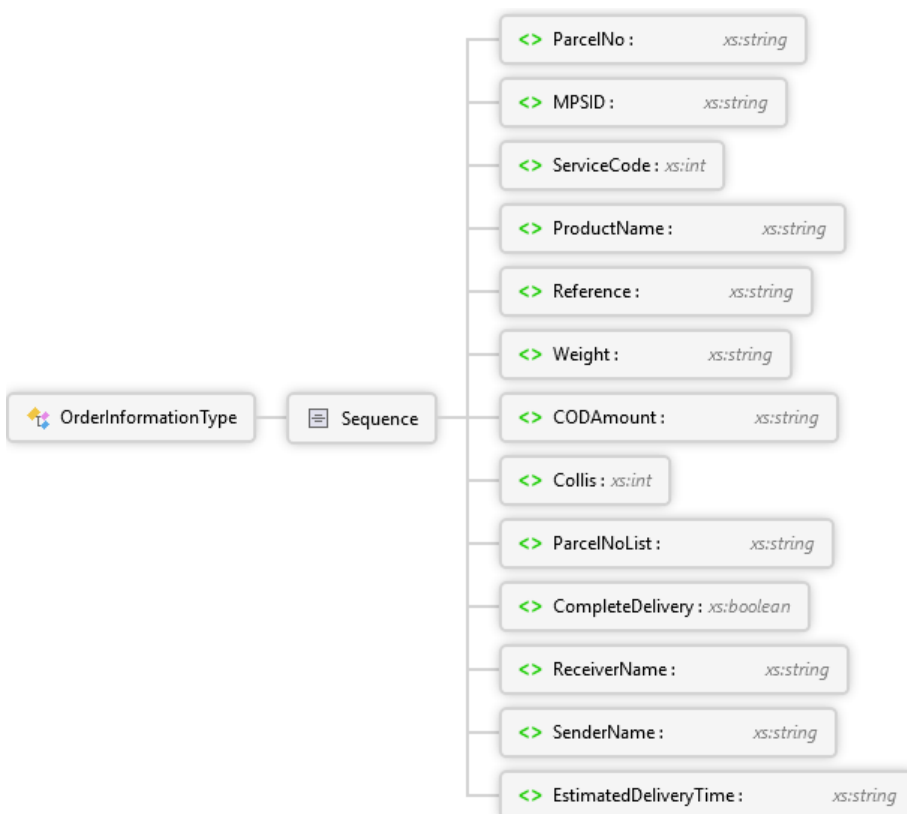 ParcelNo : xs:string
MPSID : xs:string
ServiceCode : xs:int
ProductName : xs:string
Reference : xs:string
Weight : xs:string
OrderInformationType
Sequence
CODAmount : xs:string
Collis : xs:int
ParcelNoList : xs:string
CompleteDelivery : xs:boolean
ReceiverName : xs:string
SenderName : xs:string
EstimatedDeliveryTime : xs:string